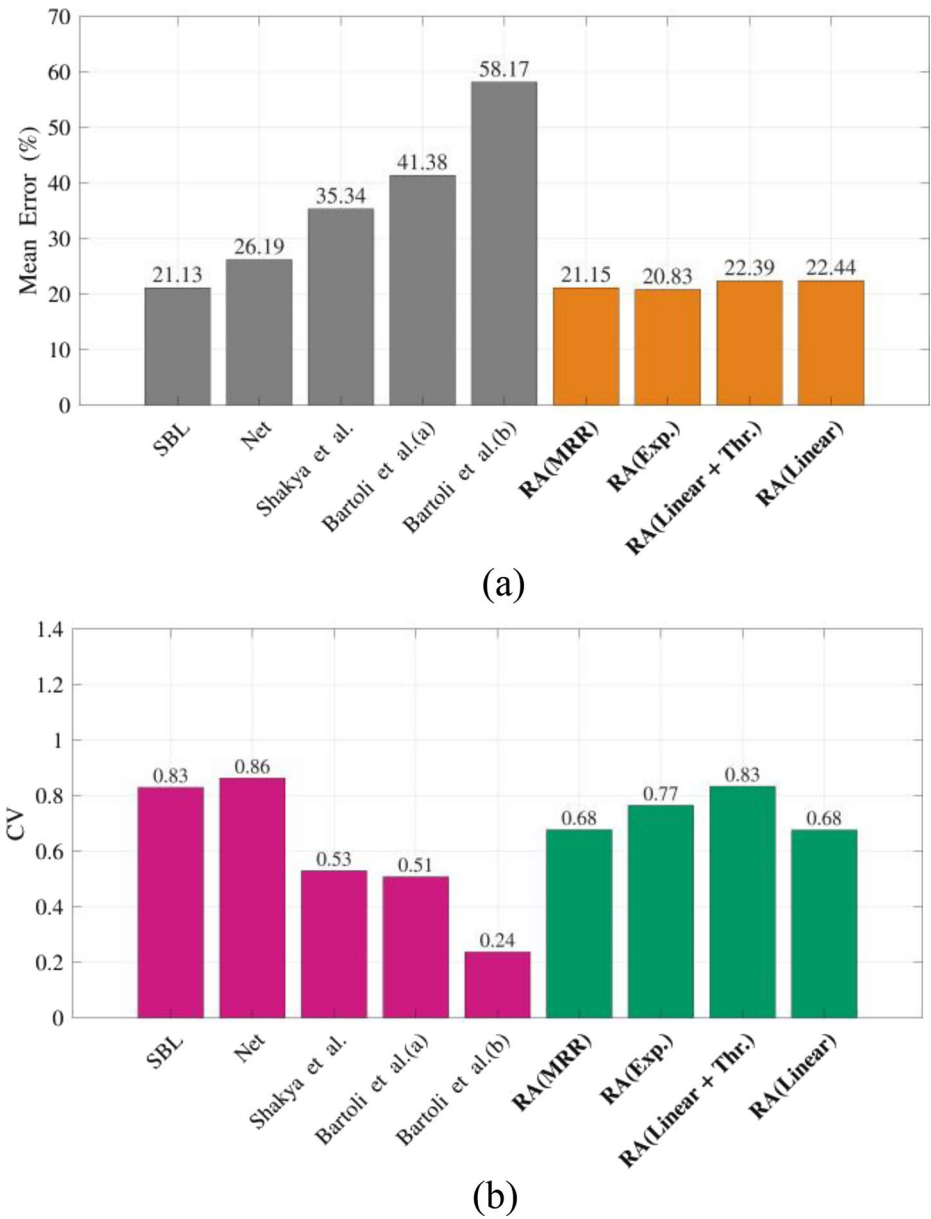 70
60
50
40
30
20
10
0
Mean Error (%)
21.13
26.19
35.34
41.38
58.17
21.15
20.83
22.39
22.44
SBL
Net
Shakya et al.
Bartoli et al.(a)
Bartoli et al.(b)
RA(MRR)
RA(Exp.)
RA(Linear + Thr.)
RA(Linear)
(a)
1.4
1.2
1
0.8
0.6
0.4
0.2
0
CV
0.83
0.86
0.53
0.51
0.24
0.68
0.77
0.83
0.68
SBL
Net
Shakya et al.
Bartoli et al.(a)
Bartoli et al.(b)
RA(MRR)
RA(Exp.)
RA(Linear + Thr.)
RA(Linear)
(b)